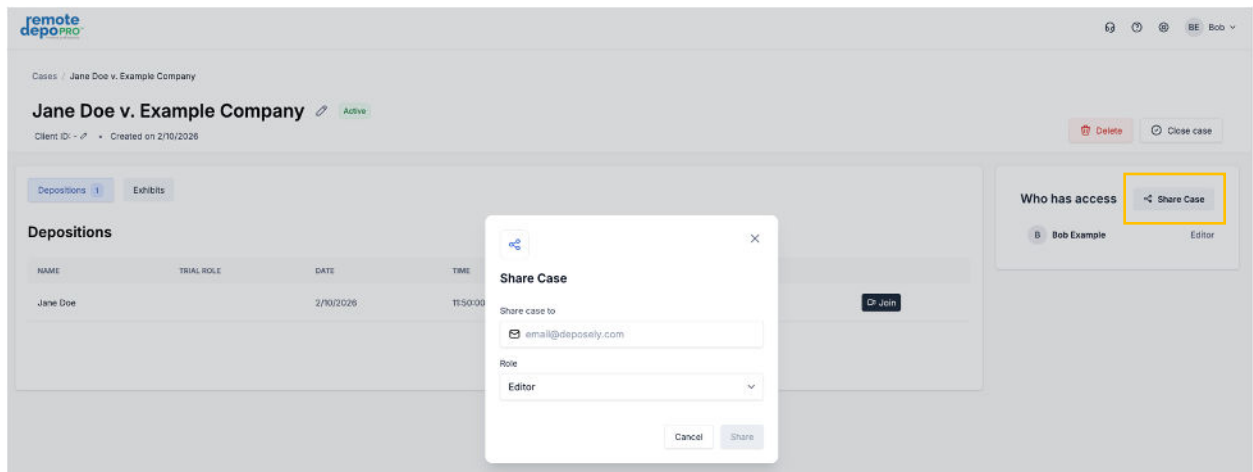 remote
depoPRO
BE Bob
Cases / Jane Doe v. Example Company
Jane Doe v. Example Company Active
Client ID: - • Created on 2/10/2026
Delete Close case
Depositions 1 Exhibits
Depositions
NAME TRIAL ROLE DATE TIME
Jane Doe 2/10/2026 11:50:00 Join
Share Case
Share case to
email@deposely.com
Role
Editor
Cancel Share
Who has access Share Case
B Bob Example Editor